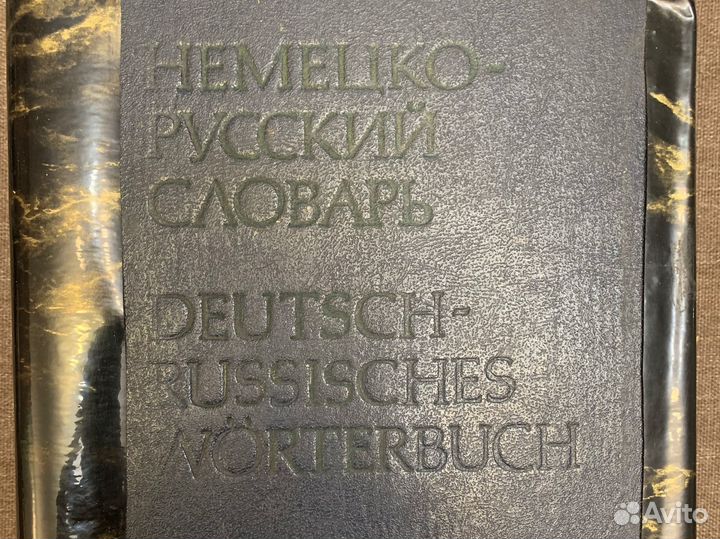 НЕМЕЦКО-
РУССКИЙ
СЛОВАРЬ
DEUTSCH-
RUSSISCHES
WÖRTERBUCH
Avito